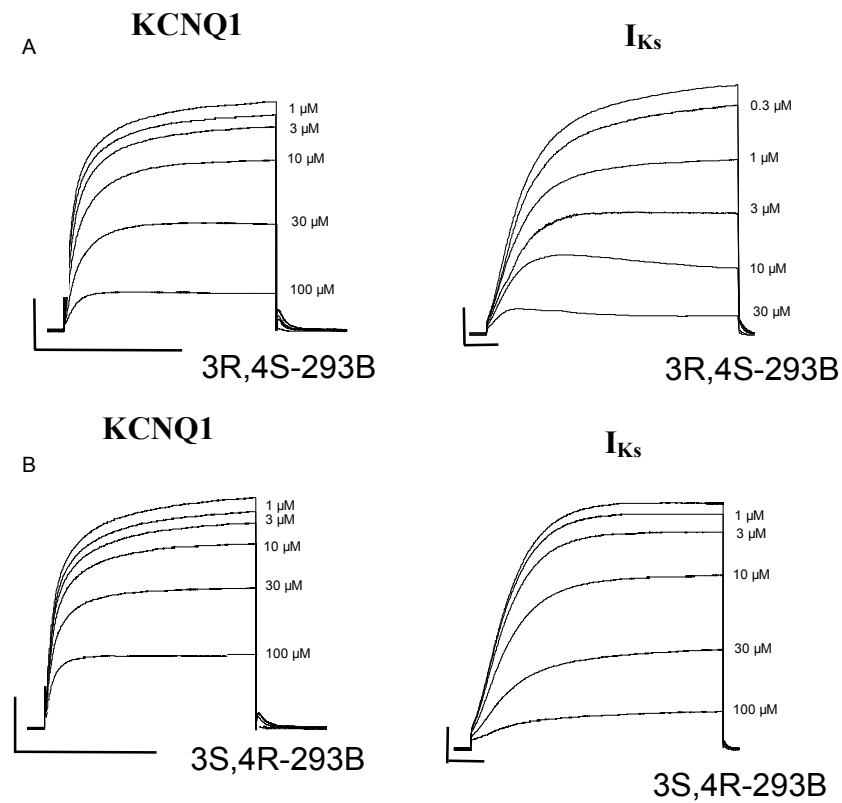 KCNQ1
I_Ks
A
1 µM
3 µM
10 µM
30 µM
100 µM
3R,4S-293B
0.3 µM
1 µM
3 µM
10 µM
30 µM
3R,4S-293B
KCNQ1
I_Ks
B
1 µM
3 µM
10 µM
30 µM
100 µM
3S,4R-293B
1 µM
3 µM
10 µM
30 µM
100 µM
3S,4R-293B